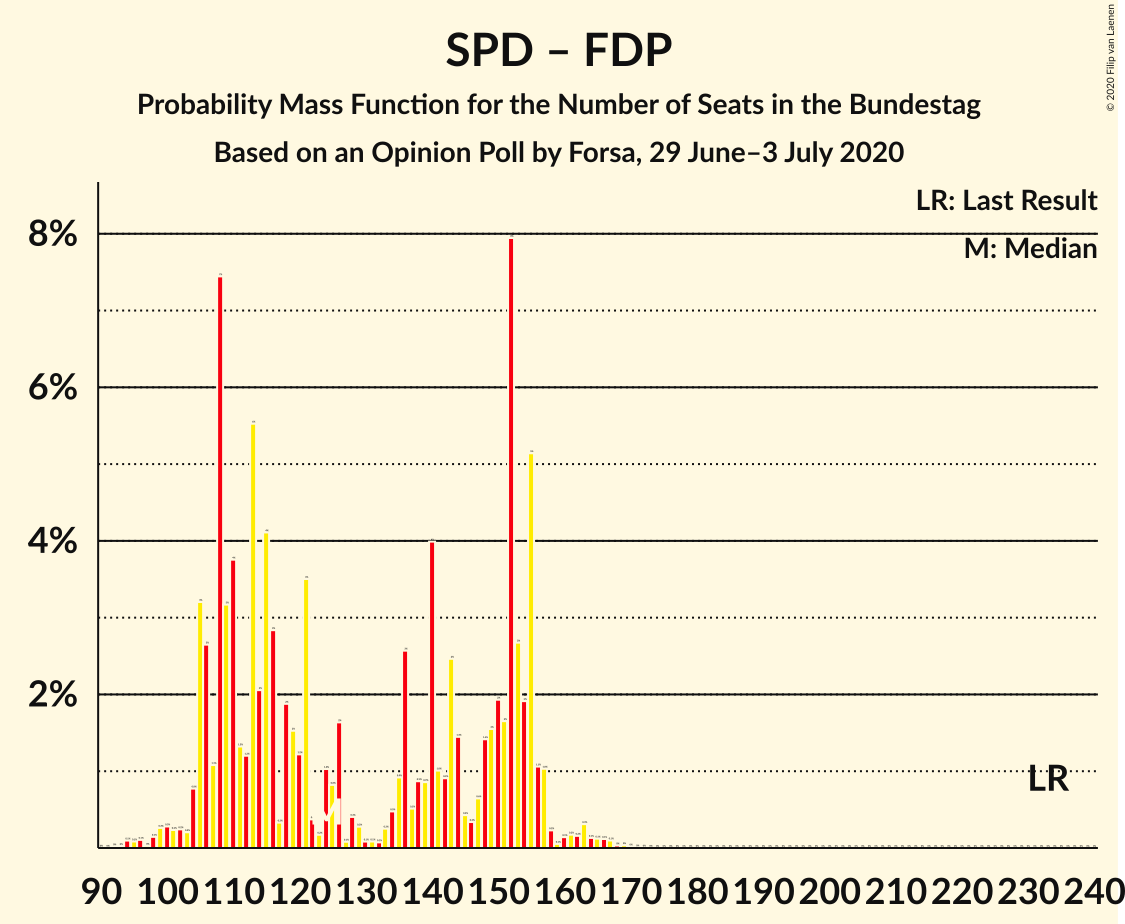 SPD – FDP
Probability Mass Function for the Number of Seats in the Bundestag
Based on an Opinion Poll by Forsa, 29 June–3 July 2020
© 2020 Filip van Laenen
LR: Last Result
M: Median
8%
6%
4%
2%
LR
90 100 110 120 130 140 150 160 170 180 190 200 210 220 230 240